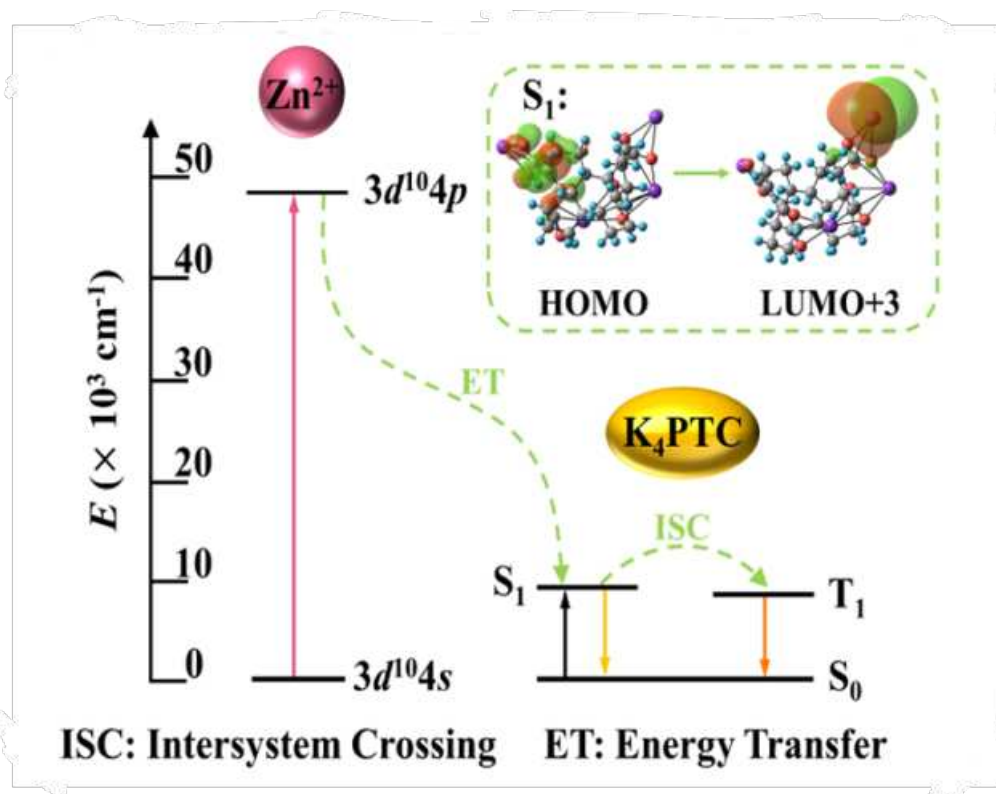 Zn²⁺
S₁:
50
3d¹⁰4p
40
HOMO
LUMO+3
E (× 10³ cm⁻¹)
30
ET
K₄PTC
20
ISC
10
S₁
T₁
0
3d¹⁰4s
S₀
ISC: Intersystem Crossing
ET: Energy Transfer